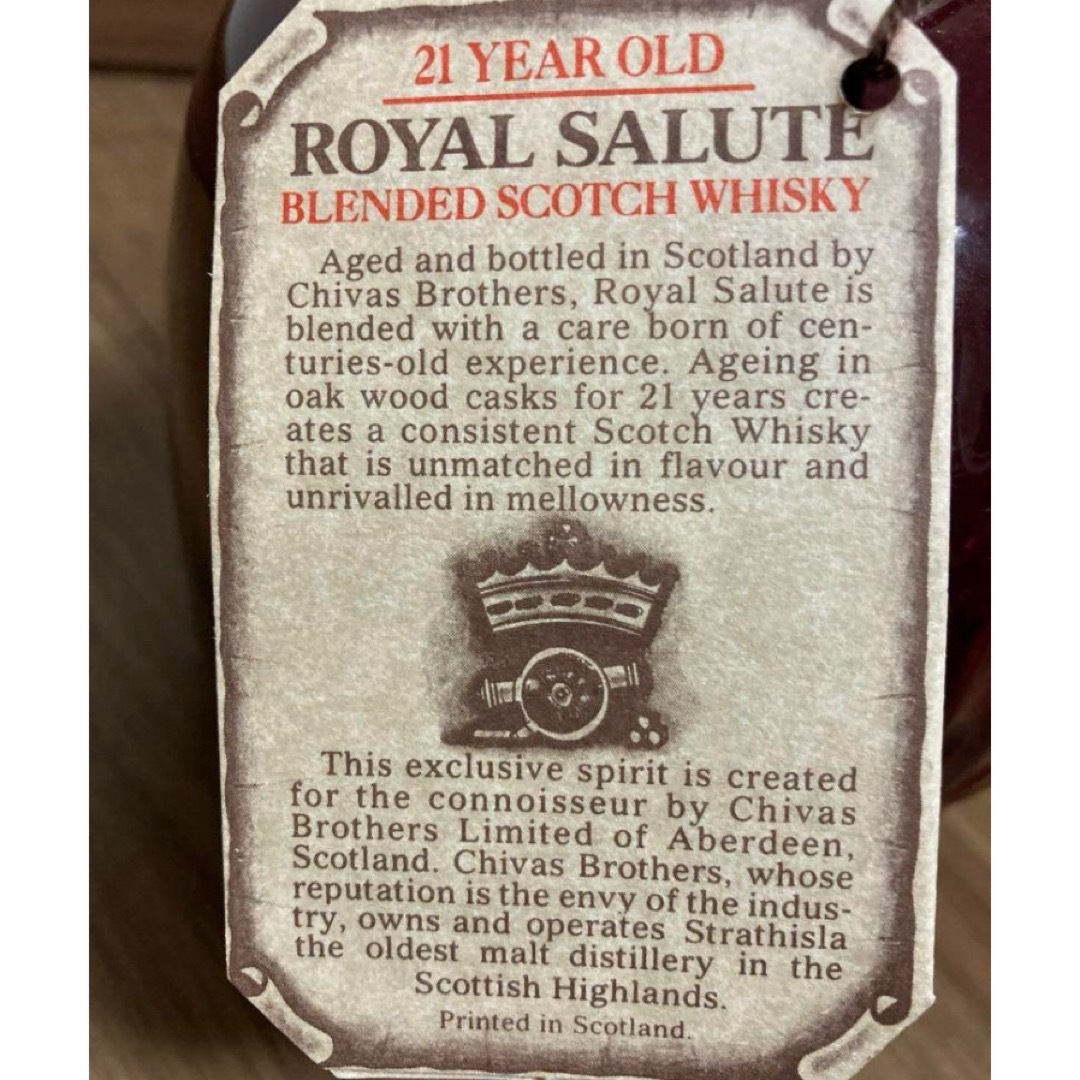 21 YEAR OLD
ROYAL SALUTE
BLENDED SCOTCH WHISKY
Aged and bottled in Scotland by
Chivas Brothers, Royal Salute is
blended with a care born of cen-
turies-old experience. Ageing in
oak wood casks for 21 years cre-
ates a consistent Scotch Whisky
that is unmatched in flavour and
unrivalled in mellowness.
This exclusive spirit is created
for the connoisseur by Chivas
Brothers Limited of Aberdeen,
Scotland. Chivas Brothers, whose
reputation is the envy of the indus-
try, owns and operates Strathisla
the oldest malt distillery in the
Scottish Highlands.
Printed in Scotland.